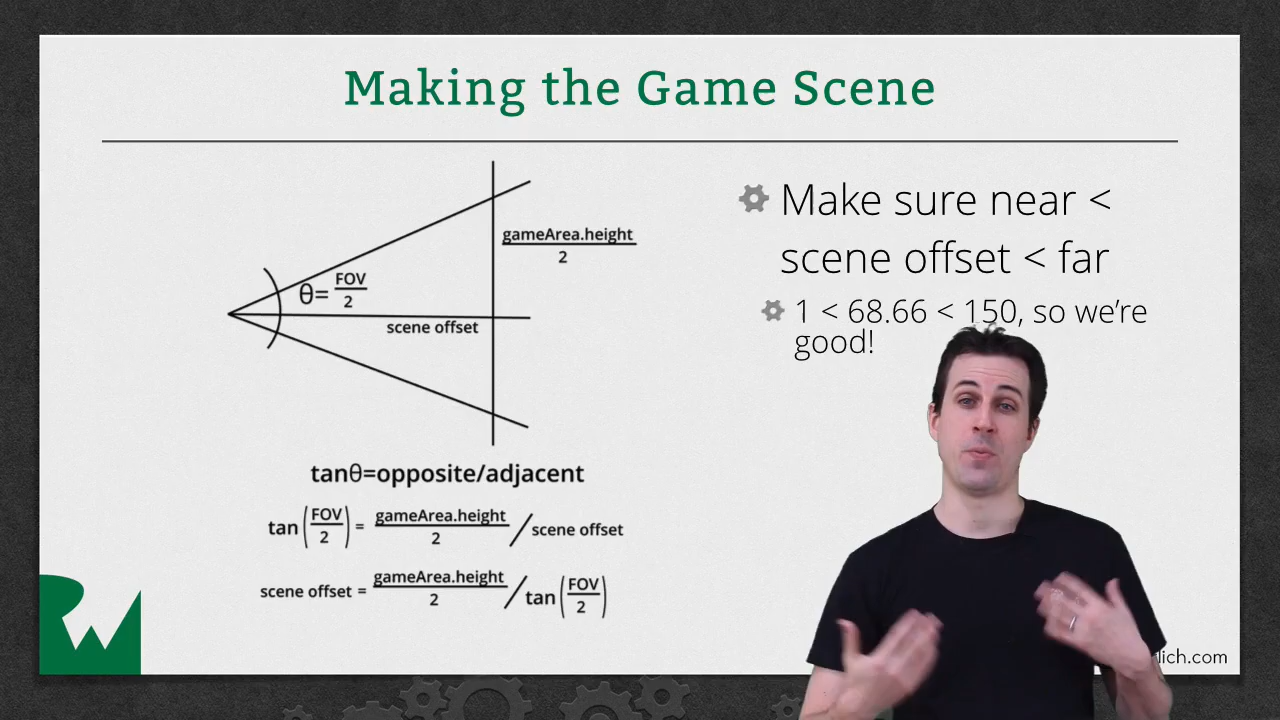 Making the Game Scene
gameArea.height
2
θ= FOV
2
scene offset
tanθ=opposite/adjacent
tan(FOV/2) = gameArea.height/2 / scene offset
scene offset = gameArea.height/2 / tan(FOV/2)
Make sure near <
scene offset < far
1 < 68.66 < 150, so we're
good!
lich.com